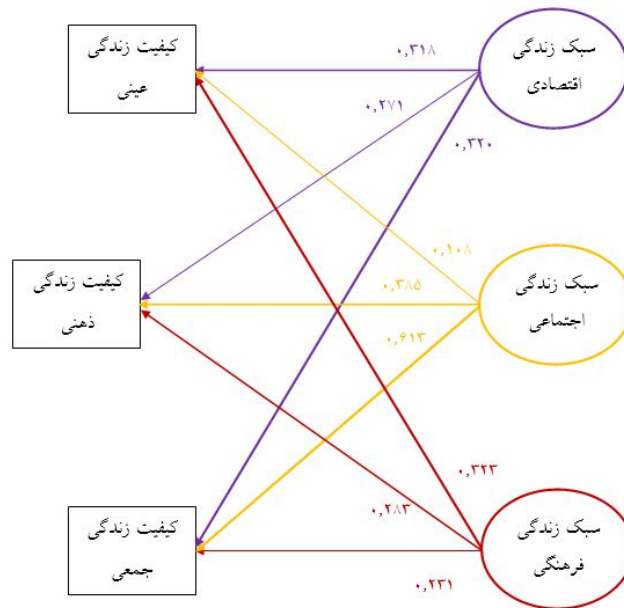 سبک زندگی
اقتصادی
کیفیت زندگی
عینی
۰,۳۱۸
۰,۲۷۱
۰,۳۲۰
سبک زندگی
اجتماعی
کیفیت زندگی
ذهنی
۰,۱۰۸
۰,۳۸۵
۰,۶۱۳
سبک زندگی
فرهنگی
کیفیت زندگی
جمعی
۰,۳۲۳
۰,۲۸۳
۰,۲۳۱